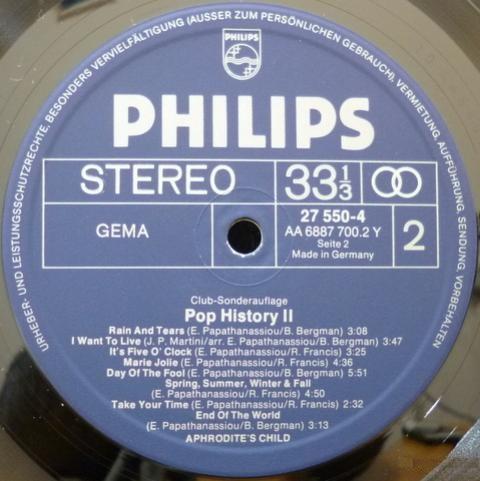 URHEBER- UND LEISTUNGSSCHUTZRECHTE, BESONDERS VERVIELFÄLTIGUNG (AUSSER ZUM PERSÖNLICHEN GEBRAUCH), VERMIETUNG, AUFFÜHRUNG, SENDUNG, VORBEHALTEN
PHILIPS
PHILIPS
STEREO
33 1/3
GEMA
27 550-4
AA 6887 700.2 Y
Seite 2
Made in Germany
2
Club-Sonderauflage
Pop History II
Rain And Tears (E. Papathanassiou/B. Bergman) 3:08
I Want To Live (J. P. Martini/arr. E. Papathanassiou/B. Bergman) 3:47
It's Five O' Clock (E. Papathanassiou/R. Francis) 3:25
Marie Jolie (E. Papathanassiou/R. Francis) 4:36
Day Of The Fool (E. Papathanassiou/B. Bergman) 5:51
Spring, Summer, Winter & Fall
(E. Papathanassiou/R. Francis) 4:50
Take Your Time (E. Papathanassiou/R. Francis) 2:32
End Of The World
(E. Papathanassiou/B. Bergman) 3:13
APHRODITE'S CHILD